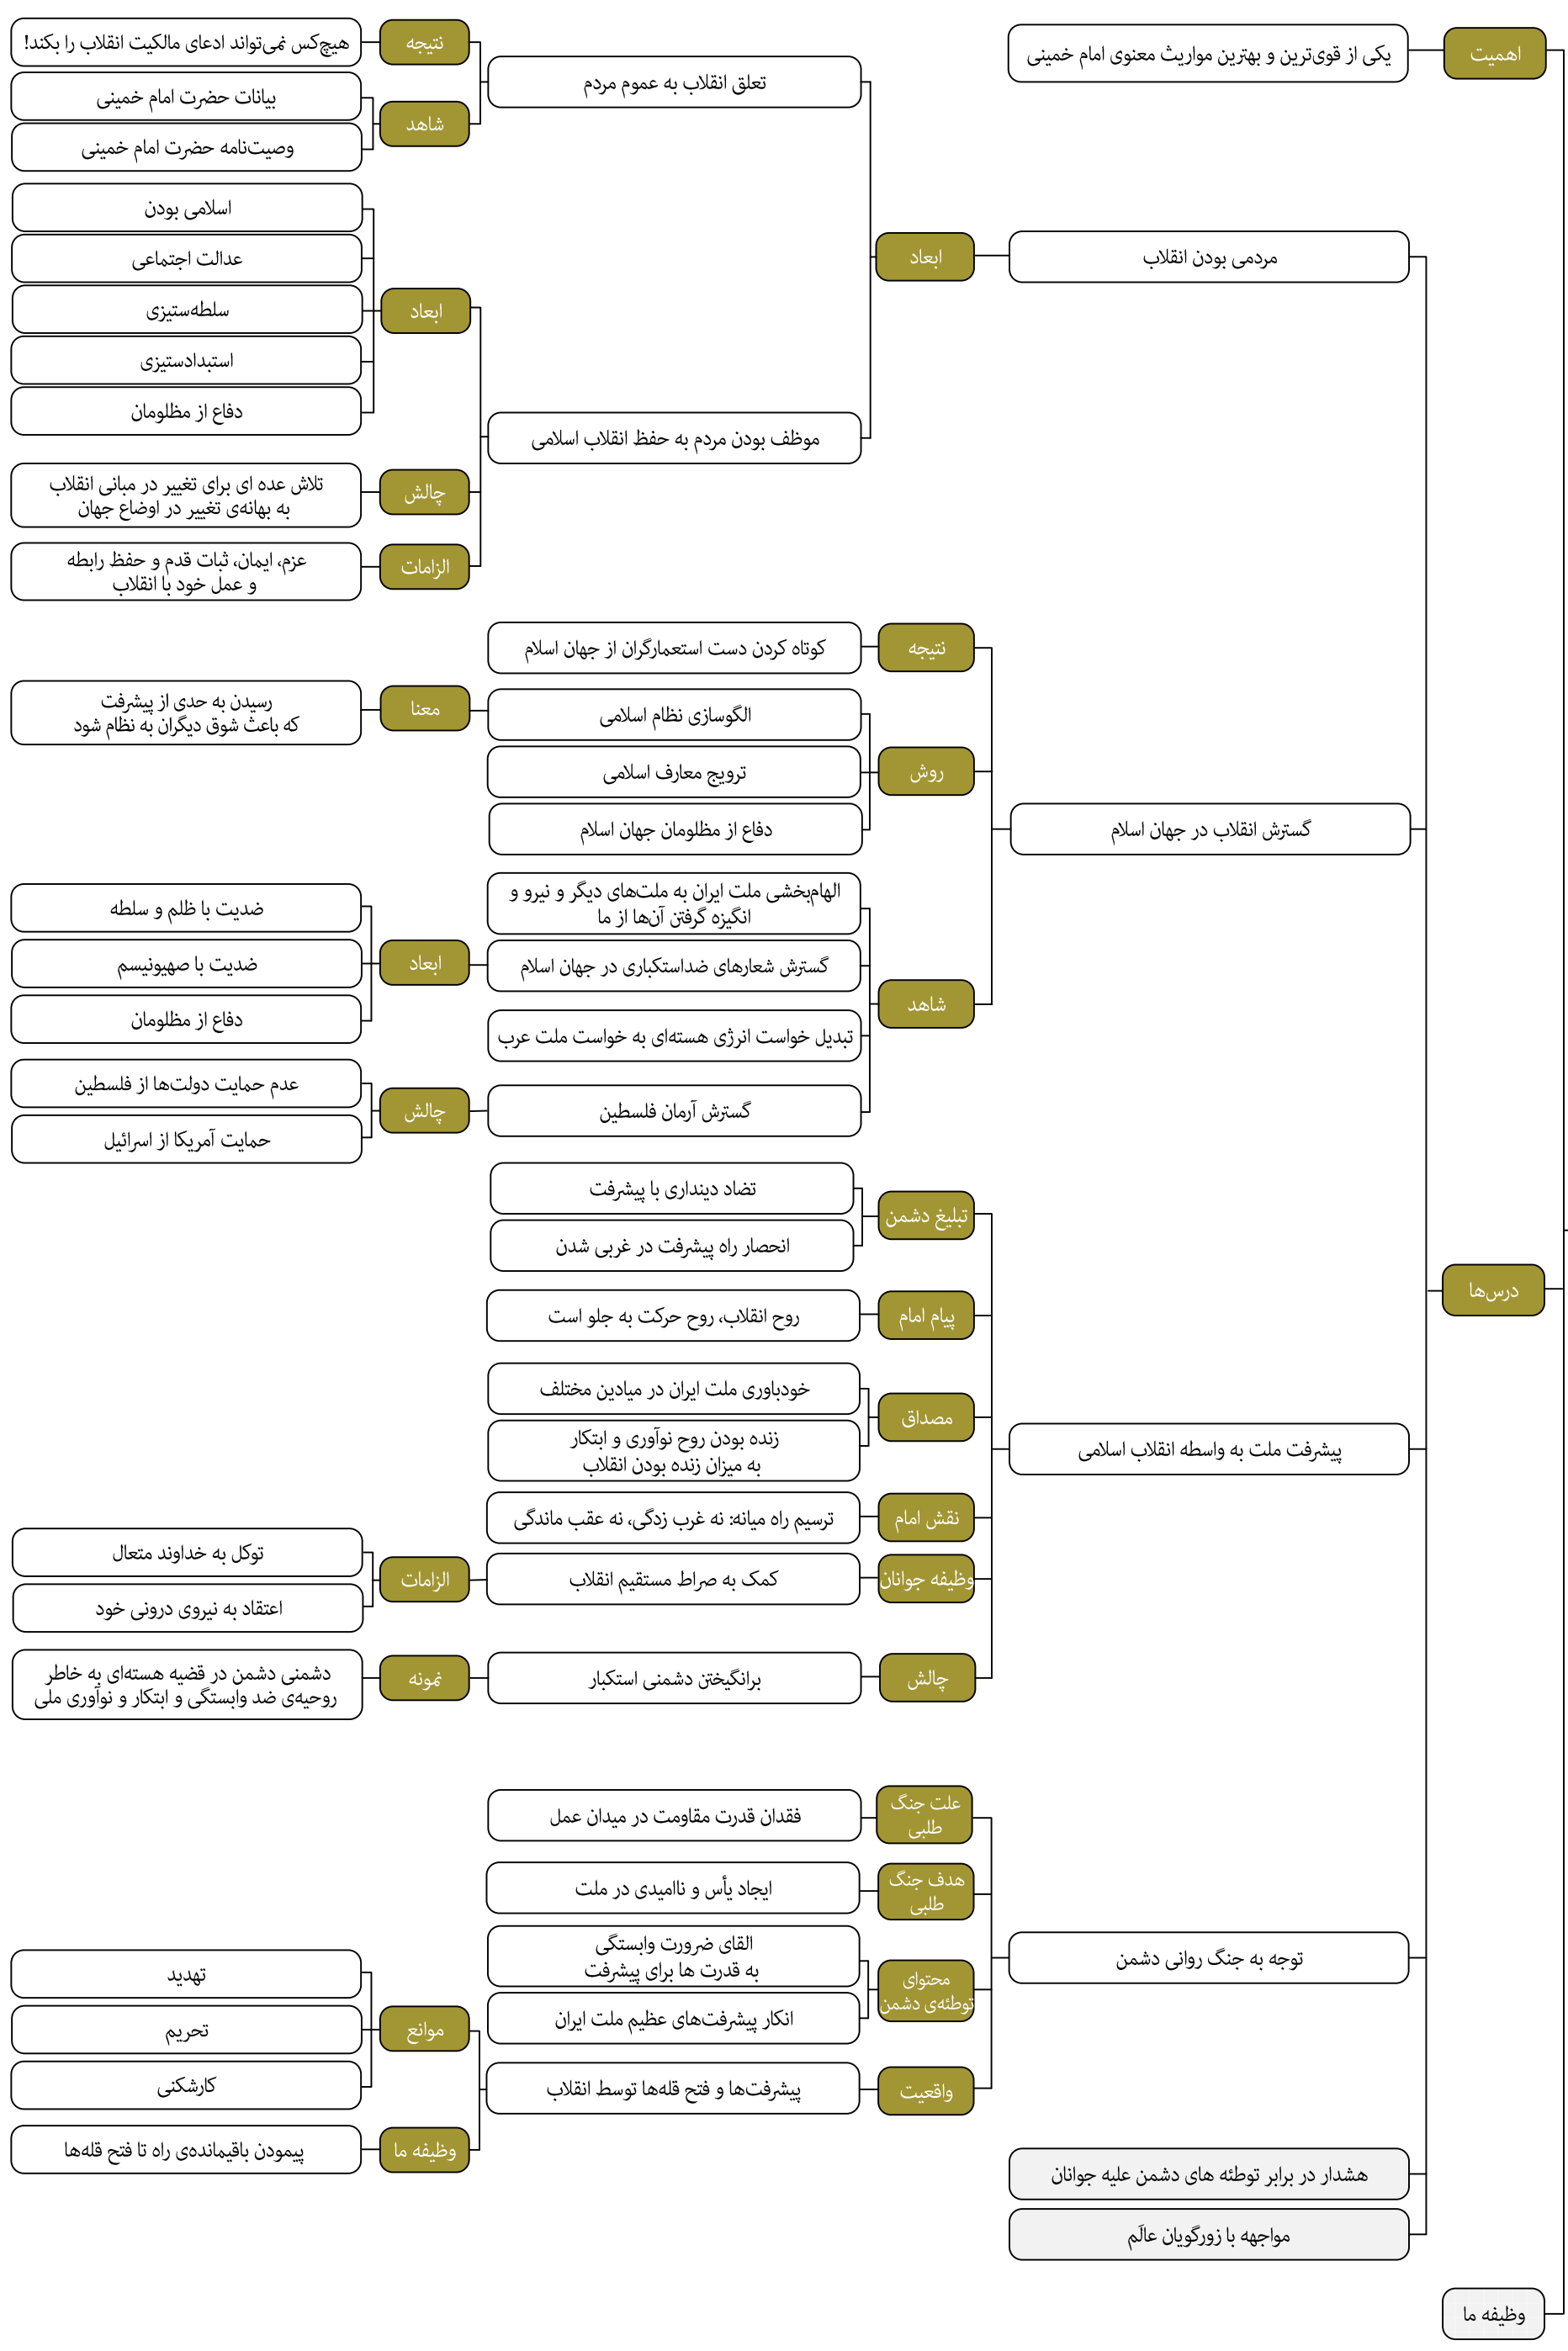 اهمیت
یکی از قوی‌ترین و بهترین مواریث معنوی امام خمینی
درس‌ها
مردمی بودن انقلاب
ابعاد
تعلق انقلاب به عموم مردم
نتیجه
هیچ‌کس نمی‌تواند ادعای مالکیت انقلاب را بکند!
شاهد
بیانات حضرت امام خمینی
وصیت‌نامه حضرت امام خمینی
موظف بودن مردم به حفظ انقلاب اسلامی
ابعاد
اسلامی بودن
عدالت اجتماعی
سلطه‌ستیزی
استبدادستیزی
دفاع از مظلومان
چالش
تلاش عده ای برای تغییر در مبانی انقلاب
به بهانه‌ی تغییر در اوضاع جهان
الزامات
عزم، ایمان، ثبات قدم و حفظ رابطه
و عمل خود با انقلاب
گسترش انقلاب در جهان اسلام
نتیجه
کوتاه کردن دست استعمارگران از جهان اسلام
روش
الگوسازی نظام اسلامی
معنا
رسیدن به حدی از پیشرفت
که باعث شوق دیگران به نظام شود
ترویج معارف اسلامی
دفاع از مظلومان جهان اسلام
شاهد
الهام‌بخشی ملت ایران به ملت‌های دیگر و نیرو و
انگیزه گرفتن آن‌ها از ما
گسترش شعارهای ضداستکباری در جهان اسلام
ابعاد
ضدیت با ظلم و سلطه
ضدیت با صهیونیسم
دفاع از مظلومان
تبدیل خواست انرژی هسته‌ای به خواست ملت عرب
گسترش آرمان فلسطین
چالش
عدم حمایت دولت‌ها از فلسطین
حمایت آمریکا از اسرائیل
پیشرفت ملت به واسطه انقلاب اسلامی
تبلیغ دشمن
تضاد دینداری با پیشرفت
انحصار راه پیشرفت در غربی شدن
پیام امام
روح انقلاب، روح حرکت به جلو است
مصداق
خودباوری ملت ایران در میادین مختلف
زنده بودن روح نوآوری و ابتکار
به میزان زنده بودن انقلاب
نقش امام
ترسیم راه میانه: نه غرب زدگی، نه عقب ماندگی
وظیفه جوانان
کمک به صراط مستقیم انقلاب
الزامات
توکل به خداوند متعال
اعتقاد به نیروی درونی خود
چالش
برانگیختن دشمنی استکبار
نمونه
دشمنی دشمن در قضیه هسته‌ای به خاطر
روحیه‌ی ضد وابستگی و ابتکار و نوآوری ملی
توجه به جنگ روانی دشمن
علت جنگ
طلبی
فقدان قدرت مقاومت در میدان عمل
هدف جنگ
طلبی
ایجاد یأس و ناامیدی در ملت
محتوای
توطئه‌ی دشمن
القای ضرورت وابستگی
به قدرت ها برای پیشرفت
انکار پیشرفت‌های عظیم ملت ایران
واقعیت
پیشرفت‌ها و فتح قله‌ها توسط انقلاب
موانع
تهدید
تحریم
کارشکنی
وظیفه ما
پیمودن باقیمانده‌ی راه تا فتح قله‌ها
هشدار در برابر توطئه های دشمن علیه جوانان
مواجهه با زورگویان عالَم
وظیفه ما